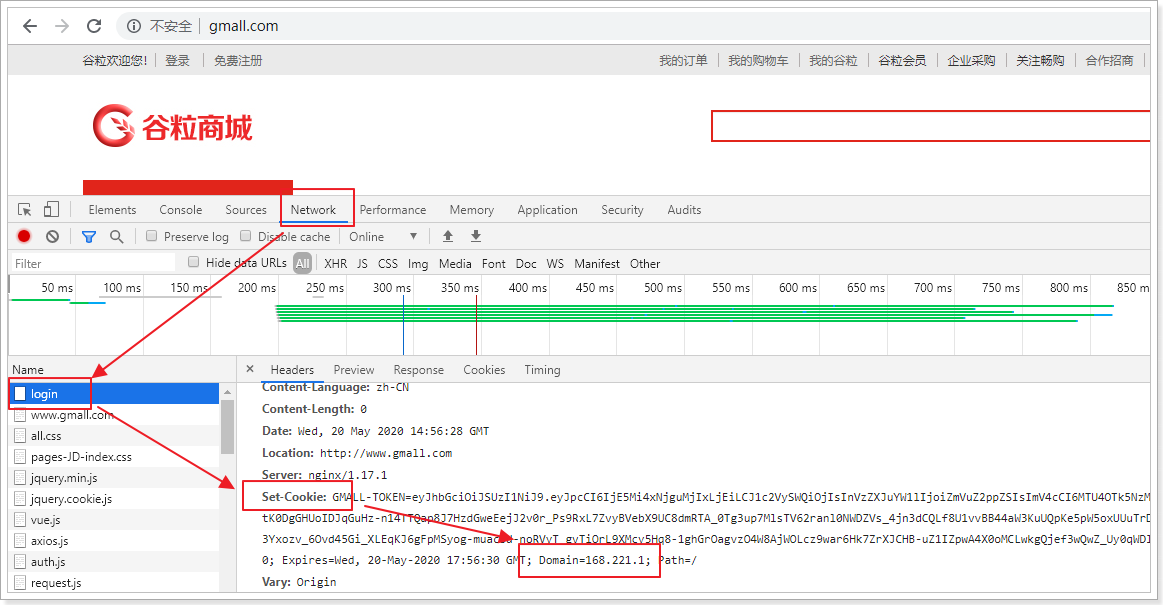 不安全 gmall.com
谷粒欢迎您! 登录 免费注册 我的订单 我的购物车 我的谷粒 谷粒会员 企业采购 关注畅购 合作招商
谷粒商城
Elements Console Sources Network Performance Memory Application Security Audits
Preserve log Disable cache Online
Filter Hide data URLs All XHR JS CSS Img Media Font Doc WS Manifest Other
50 ms 100 ms 150 ms 200 ms 250 ms 300 ms 350 ms 400 ms 450 ms 500 ms 550 ms 600 ms 650 ms 700 ms 750 ms 800 ms 850 m
Name
Headers Preview Response Cookies Timing
login
www.gmall.com
all.css
pages-JD-index.css
jquery.min.js
jquery.cookie.js
vue.js
axios.js
auth.js
request.js
Content-Language: zh-CN
Content-Length: 0
Date: Wed, 20 May 2020 14:56:28 GMT
Location: http://www.gmall.com
Server: nginx/1.17.1
Set-Cookie: GMALL-TOKEN=eyJhbGciOiJSUzI1NiJ9.eyJpcCI6IjE5Mi4xNjguMjIxLjEiLCJ1c2VySWQiOjIsInVzZXJuYW1lIjoiZmVuZ2ppZSIsImV4cCI6MTU4OTk5NzM
0; Expires=Wed, 20-May-2020 17:56:30 GMT; Domain=168.221.1; Path=/
Vary: Origin